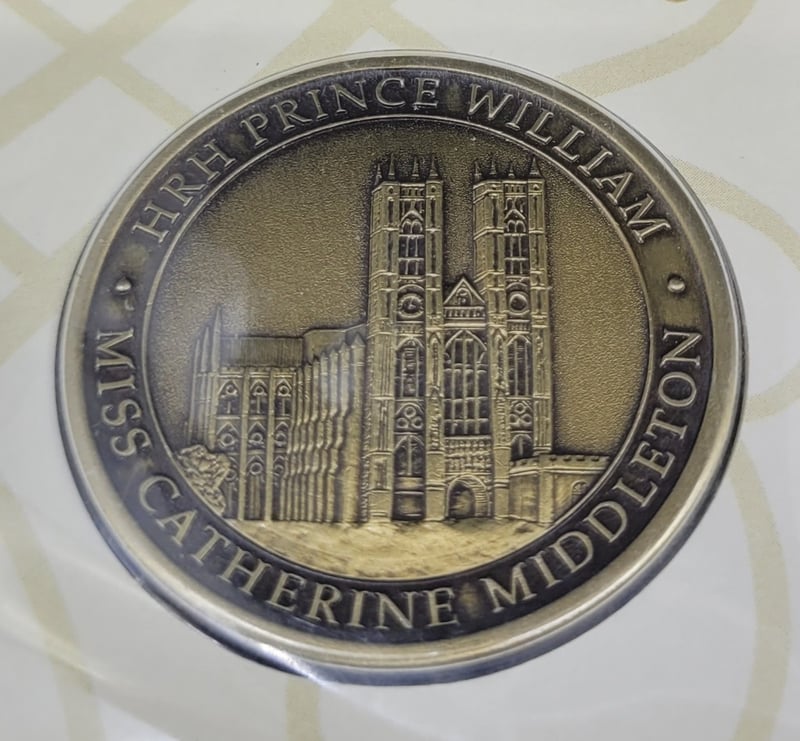 HRH PRINCE WILLIAM
MISS CATHERINE MIDDLETON